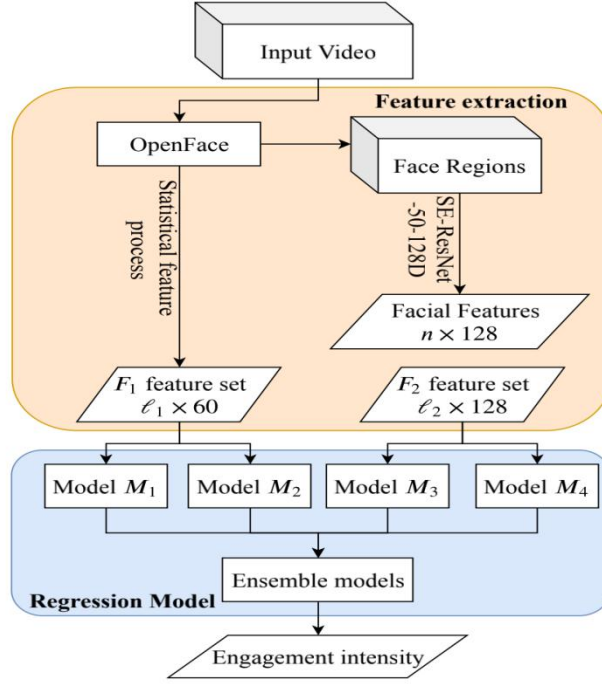 Input Video
Feature extraction
OpenFace
Face Regions
Statistical feature
process
SE-ResNet
-50-128D
Facial Features
n × 128
F₁ feature set
ℓ₁ × 60
F₂ feature set
ℓ₂ × 128
Model M₁
Model M₂
Model M₃
Model M₄
Ensemble models
Regression Model
Engagement intensity